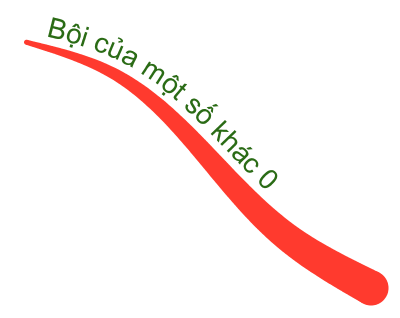 Bội của một số khác 0